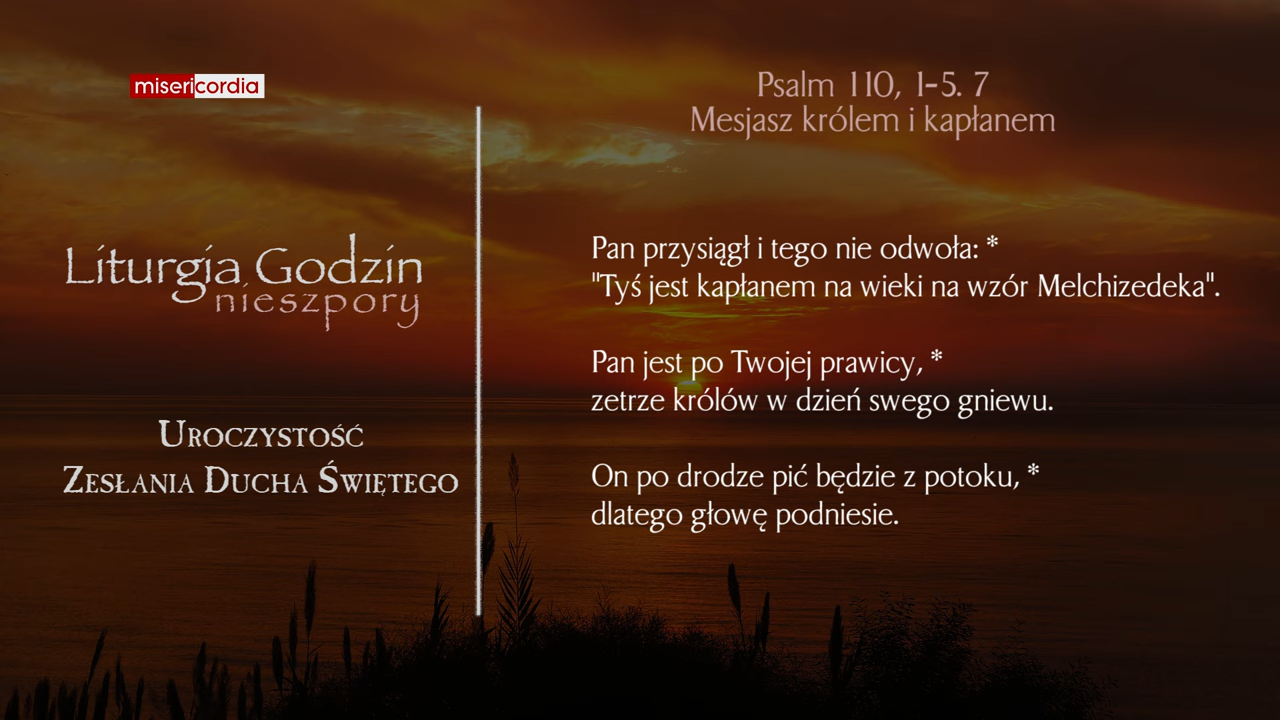 misericordia
Liturgia Godzin
nieszpory
Uroczystość
Zesłania Ducha Świętego
Psalm 110, 1-5. 7
Mesjasz królem i kapłanem
Pan przysiągł i tego nie odwoła: *
"Tyś jest kapłanem na wieki na wzór Melchizedeka".
Pan jest po Twojej prawicy, *
zetrze królów w dzień swego gniewu.
On po drodze pić będzie z potoku, *
dlatego głowę podniesie.